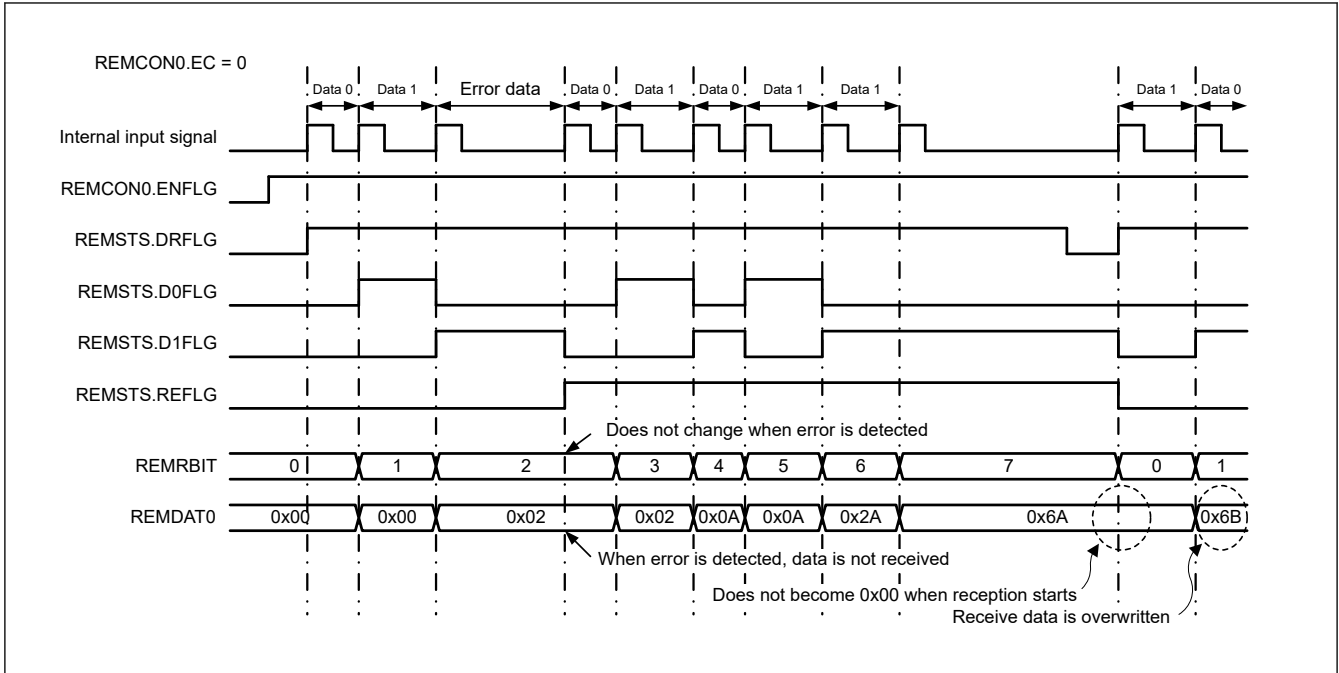 REMCON0.EC = 0
Data 0 Data 1 Error data Data 0 Data 1 Data 0 Data 1 Data 1 Data 1 Data 0
Internal input signal
REMCON0.ENFLG
REMSTS.DRFLG
REMSTS.D0FLG
REMSTS.D1FLG
REMSTS.REFLG
Does not change when error is detected
REMRBIT 0 1 2 3 4 5 6 7 0 1
REMDAT0 0x00 0x00 0x02 0x02 0x0A 0x0A 0x2A 0x6A 0x6B
When error is detected, data is not received
Does not become 0x00 when reception starts
Receive data is overwritten